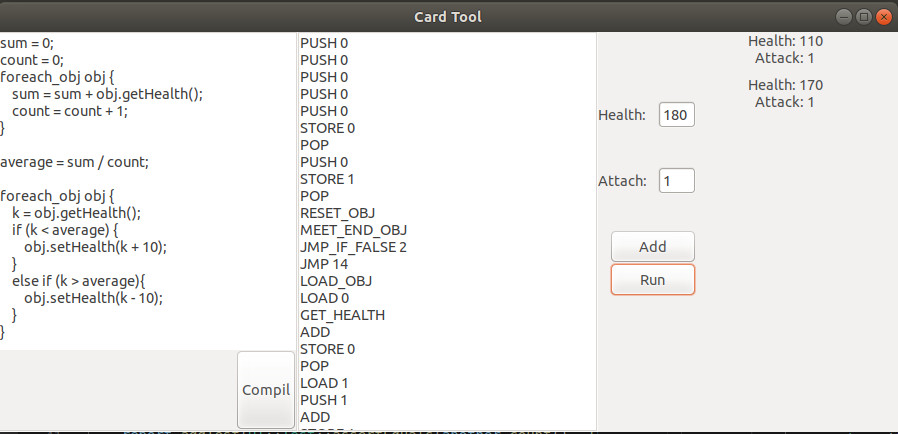 Card Tool
sum = 0;
count = 0;
foreach_obj obj {
sum = sum + obj.getHealth();
count = count + 1;
}
average = sum / count;
foreach_obj obj {
k = obj.getHealth();
if (k < average) {
obj.setHealth(k + 10);
}
else if (k > average){
obj.setHealth(k - 10);
}
}
Compil
PUSH 0
PUSH 0
PUSH 0
PUSH 0
PUSH 0
STORE 0
POP
PUSH 0
STORE 1
POP
RESET_OBJ
MEET_END_OBJ
JMP_IF_FALSE 2
JMP 14
LOAD_OBJ
LOAD 0
GET_HEALTH
ADD
STORE 0
POP
LOAD 1
PUSH 1
ADD
Health: 180
Attach: 1
Add
Run
Health: 110
Attack: 1
Health: 170
Attack: 1